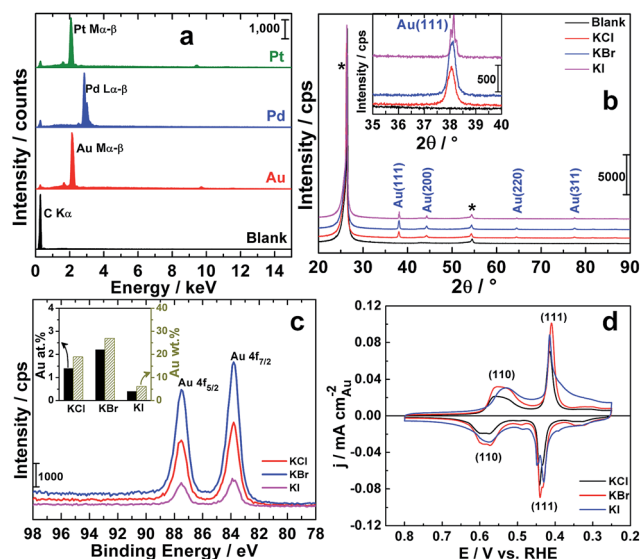 a
1,000
Pt Mα-β
Pt
Pd Lα-β
Pd
Au Mα-β
Au
C Kα
Blank
Intensity / counts
0 2 4 6 8 10 12 14
Energy / keV
b
Blank
KCl
KBr
KI
Au(111)
500
35 36 37 38 39 40
2θ / °
*
Au(111)
Au(200)
*
Au(220)
Au(311)
5000
Intensity / cps
20 30 40 50 60 70 80 90
2θ / °
c
Au at.%
0 1 2 3 4
Au wt.%
0 10 20 30 40
KCl KBr KI
Au 4f5/2
Au 4f7/2
1000
KCl
KBr
KI
Intensity / cps
98 96 94 92 90 88 86 84 82 80 78
Binding Energy / eV
d
(111)
(110)
(110)
(111)
KCl
KBr
KI
j / mA cm-2Au
0.12
0.08
0.04
0.00
-0.04
-0.08
-0.12
0.8 0.7 0.6 0.5 0.4 0.3 0.2
E / V vs. RHE